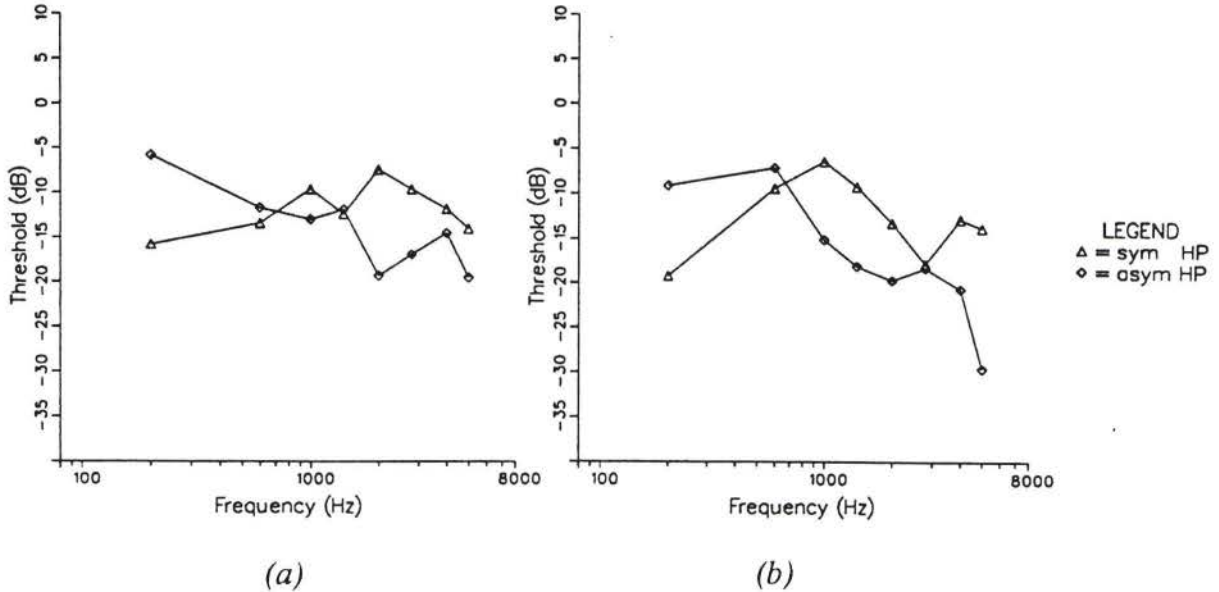 10
5
0
-5
-10
-15
-20
-25
-30
-35
Threshold (dB)
100 1000 8000
Frequency (Hz)
(a)
10
5
0
-5
-10
-15
-20
-25
-30
-35
Threshold (dB)
100 1000 8000
Frequency (Hz)
(b)
LEGEND
△ = sym HP
◇ = asym HP